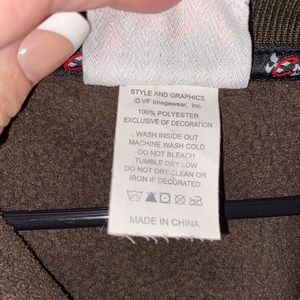 STYLE AND GRAPHICS.
© VF Imagewear, Inc.
100% POLYESTER
EXCLUSIVE OF DECORATION
WASH INSIDE OUT
MACHINE WASH COLD
DO NOT BLEACH
TUMBLE DRY LOW
DO NOT DRY CLEAN OR
IRON IF DECORATED
MADE IN CHINA